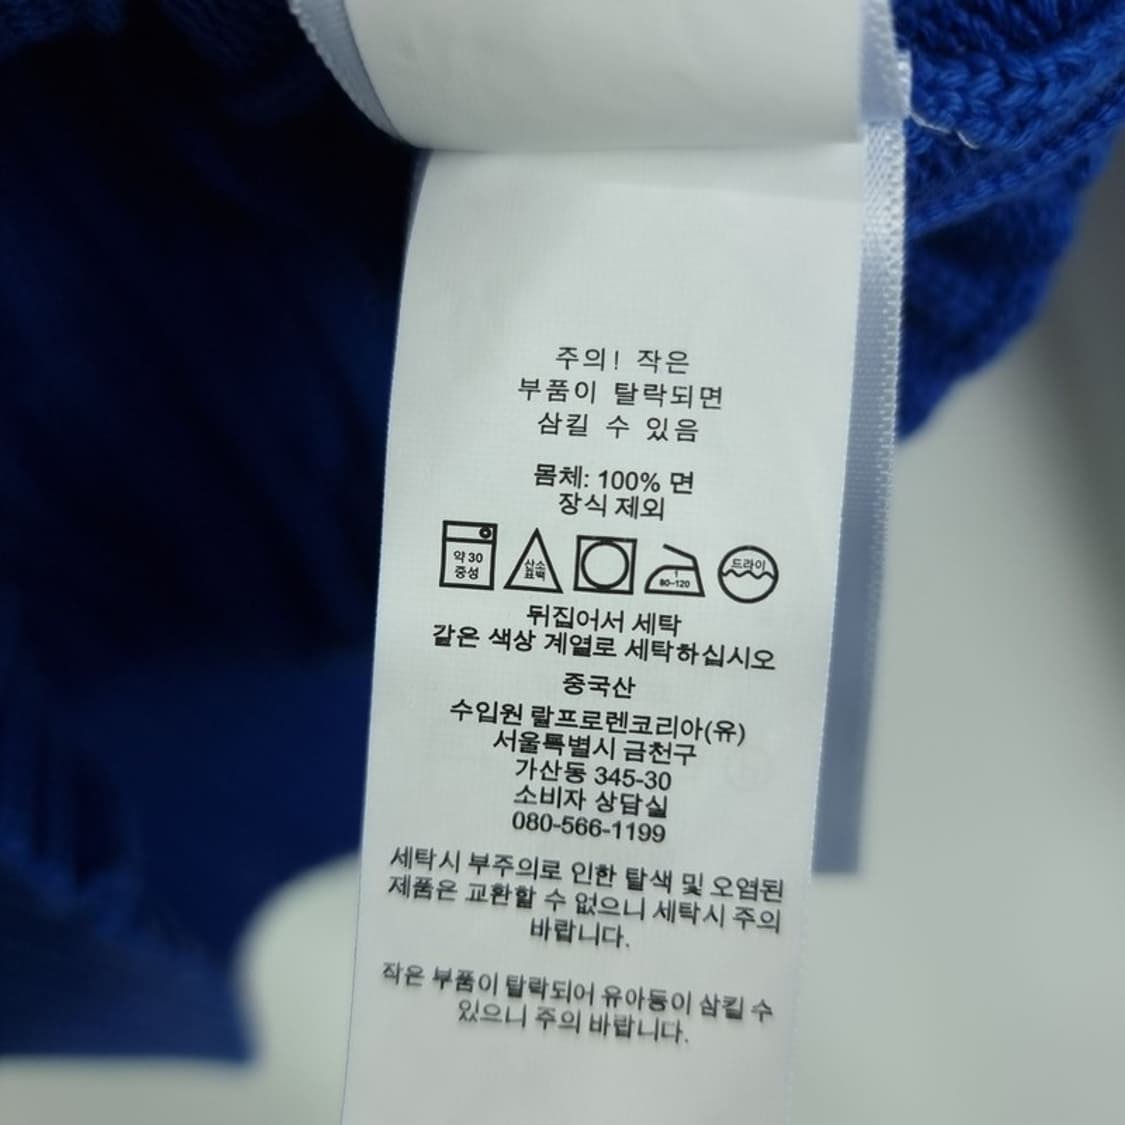 주의! 작은
부품이 탈락되면
삼킬 수 있음
몸체: 100% 면
장식 제외
약 30
중성
산소
표백
1
80~120
드라이
뒤집어서 세탁
같은 색상 계열로 세탁하십시오
중국산
수입원 랄프로렌코리아(유)
서울특별시 금천구
가산동 345-30
소비자 상담실
080-566-1199
세탁시 부주의로 인한 탈색 및 오염된
제품은 교환할 수 없으니 세탁시 주의
바랍니다.
작은 부품이 탈락되어 유아등이 삼킬 수
있으니 주의 바랍니다.